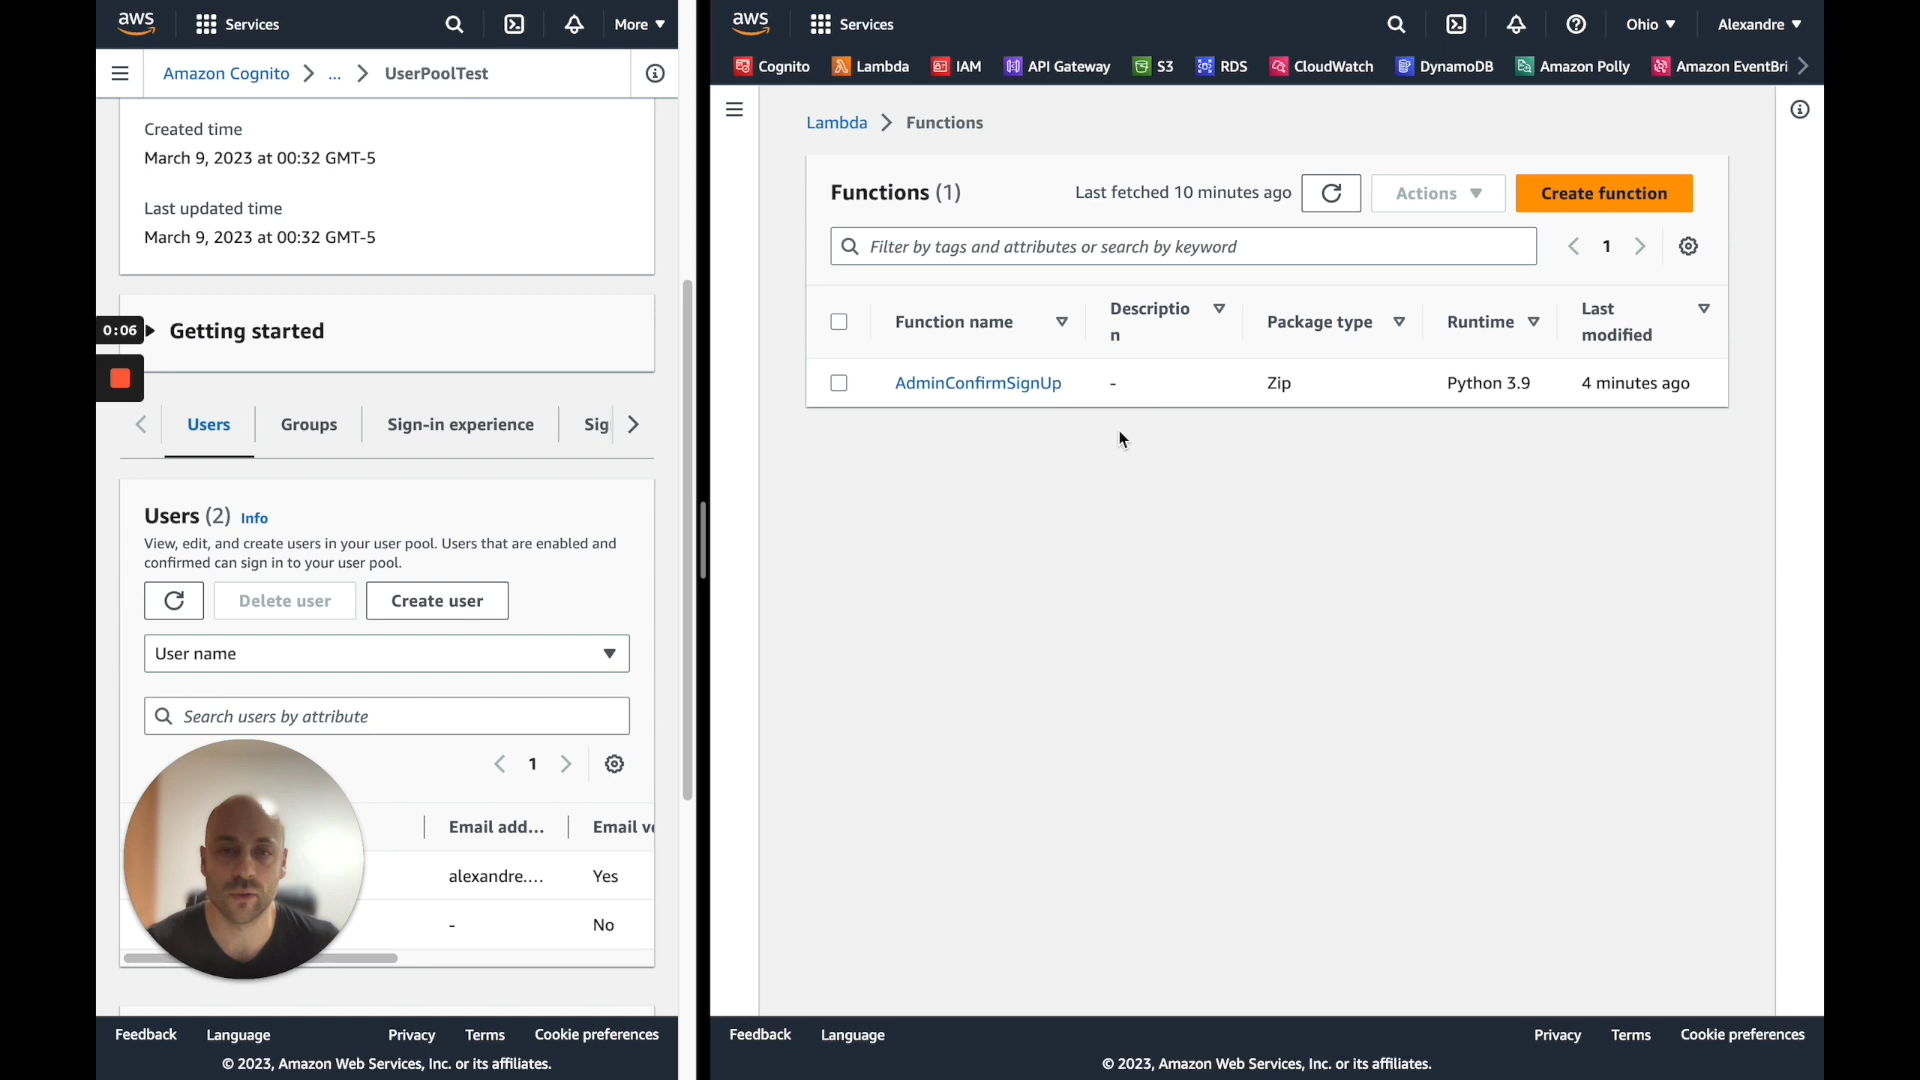 aws
Services
More
Amazon Cognito
...
UserPoolTest
Created time
March 9, 2023 at 00:32 GMT-5
Last updated time
March 9, 2023 at 00:32 GMT-5
0:06
Getting started
Users
Groups
Sign-in experience
Sig
Users (2) Info
View, edit, and create users in your user pool. Users that are enabled and
confirmed can sign in to your user pool.
Delete user
Create user
User name
Search users by attribute
1
Email add...
Email ve
alexandre....
Yes
-
No
Feedback
Language
Privacy
Terms
Cookie preferences
© 2023, Amazon Web Services, Inc. or its affiliates.
aws
Services
Ohio
Alexandre
Cognito
Lambda
IAM
API Gateway
S3
RDS
CloudWatch
DynamoDB
Amazon Polly
Amazon EventBri
Lambda
Functions
Functions (1)
Last fetched 10 minutes ago
Actions
Create function
Filter by tags and attributes or search by keyword
1
Function name
Descriptio
n
Package type
Runtime
Last
modified
AdminConfirmSignUp
-
Zip
Python 3.9
4 minutes ago
Feedback
Language
Privacy
Terms
Cookie preferences
© 2023, Amazon Web Services, Inc. or its affiliates.